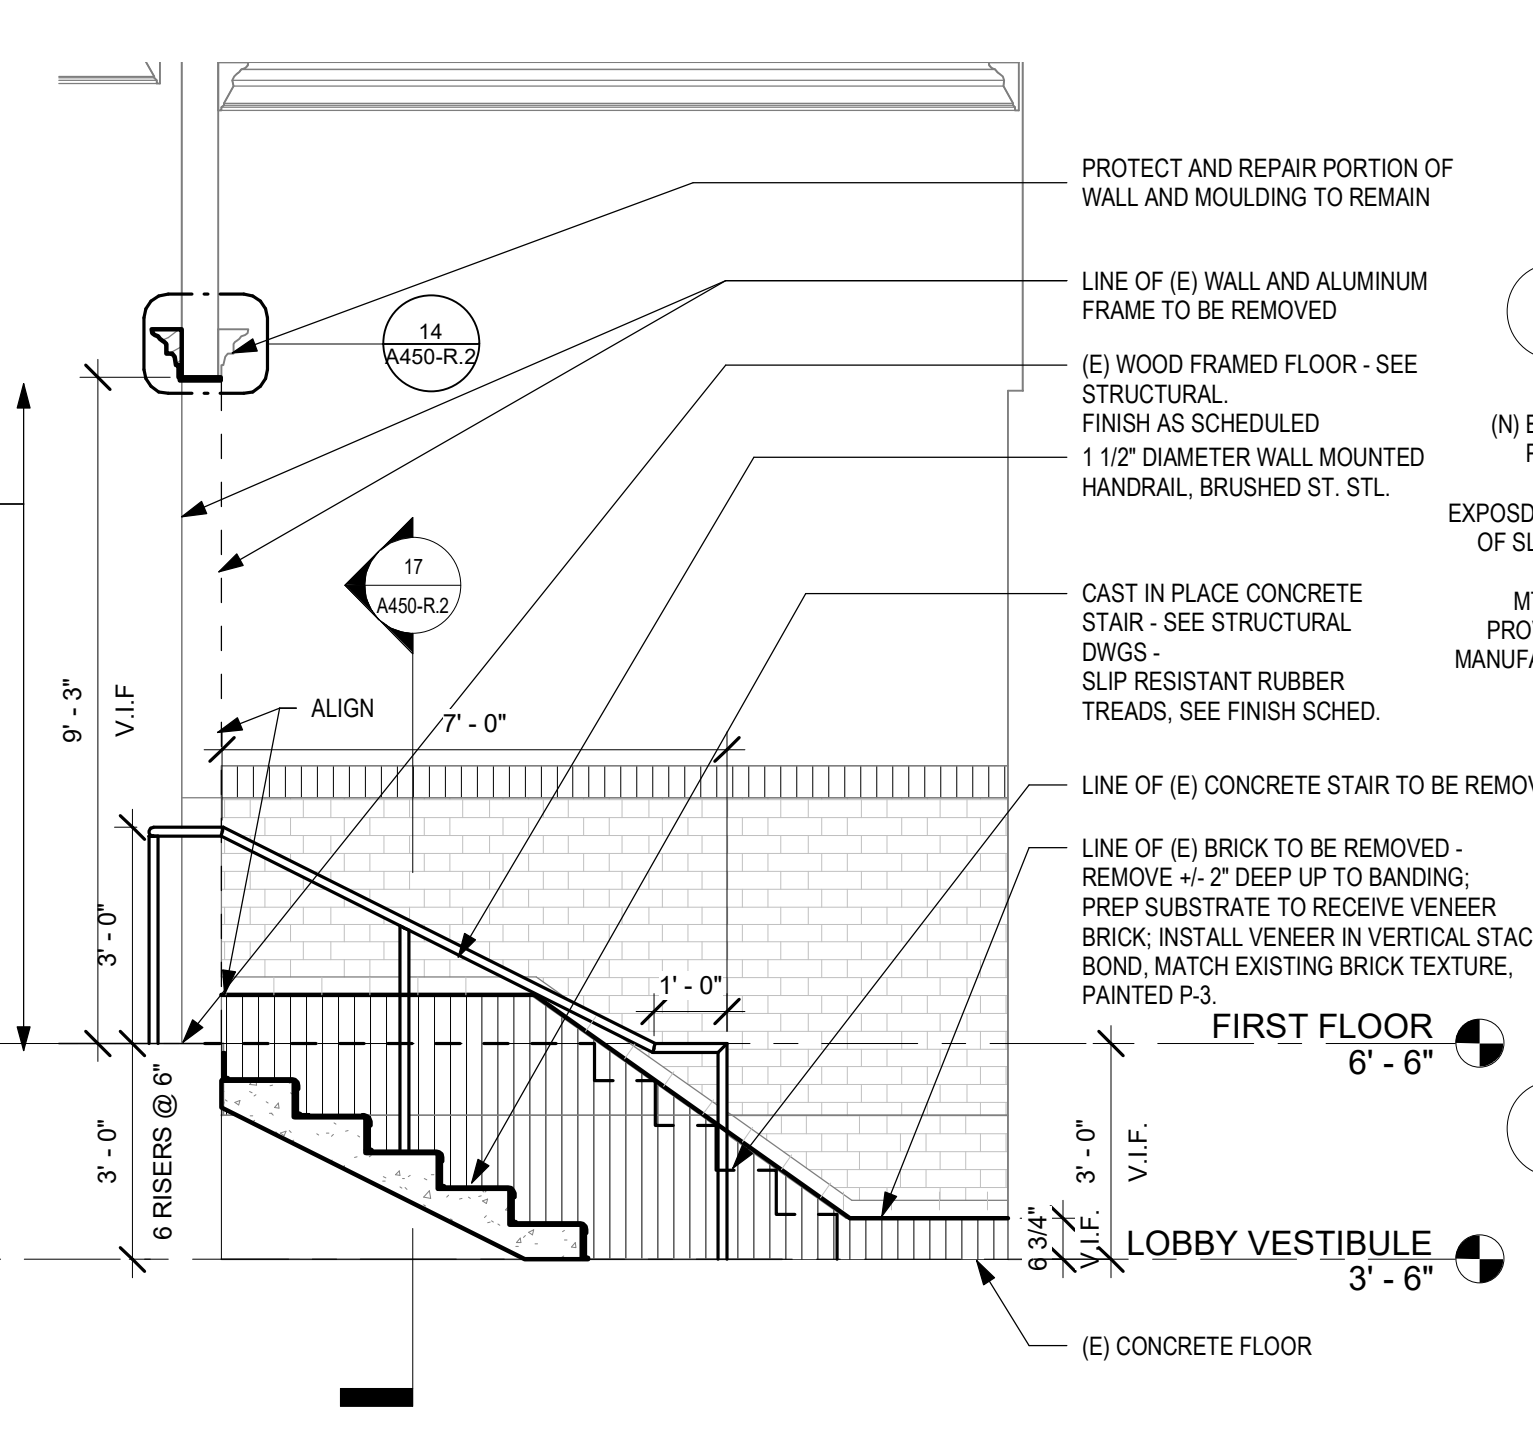 PROTECT AND REPAIR PORTION OF
WALL AND MOULDING TO REMAIN
LINE OF (E) WALL AND ALUMINUM
FRAME TO BE REMOVED
14
A450-R.2
(E) WOOD FRAMED FLOOR - SEE
STRUCTURAL.
FINISH AS SCHEDULED
(N)
1 1/2" DIAMETER WALL MOUNTED
HANDRAIL, BRUSHED ST. STL.
EXPOSD
OF
17
A450-R.2
CAST IN PLACE CONCRETE
STAIR - SEE STRUCTURAL
DWGS -
SLIP RESISTANT RUBBER
TREADS, SEE FINISH SCHED.
9' - 3"
V.I.F
ALIGN
7' - 0"
LINE OF (E) CONCRETE STAIR TO BE REMOV
LINE OF (E) BRICK TO BE REMOVED -
REMOVE +/- 2" DEEP UP TO BANDING;
PREP SUBSTRATE TO RECEIVE VENEER
BRICK; INSTALL VENEER IN VERTICAL STAC
BOND, MATCH EXISTING BRICK TEXTURE,
PAINTED P-3.
3' - 0"
1' - 0"
FIRST FLOOR
6' - 6"
3' - 0"
6 RISERS @ 6"
3' - 0"
V.I.F.
6 3/4"
V.I.F.
LOBBY VESTIBULE
3' - 6"
(E) CONCRETE FLOOR